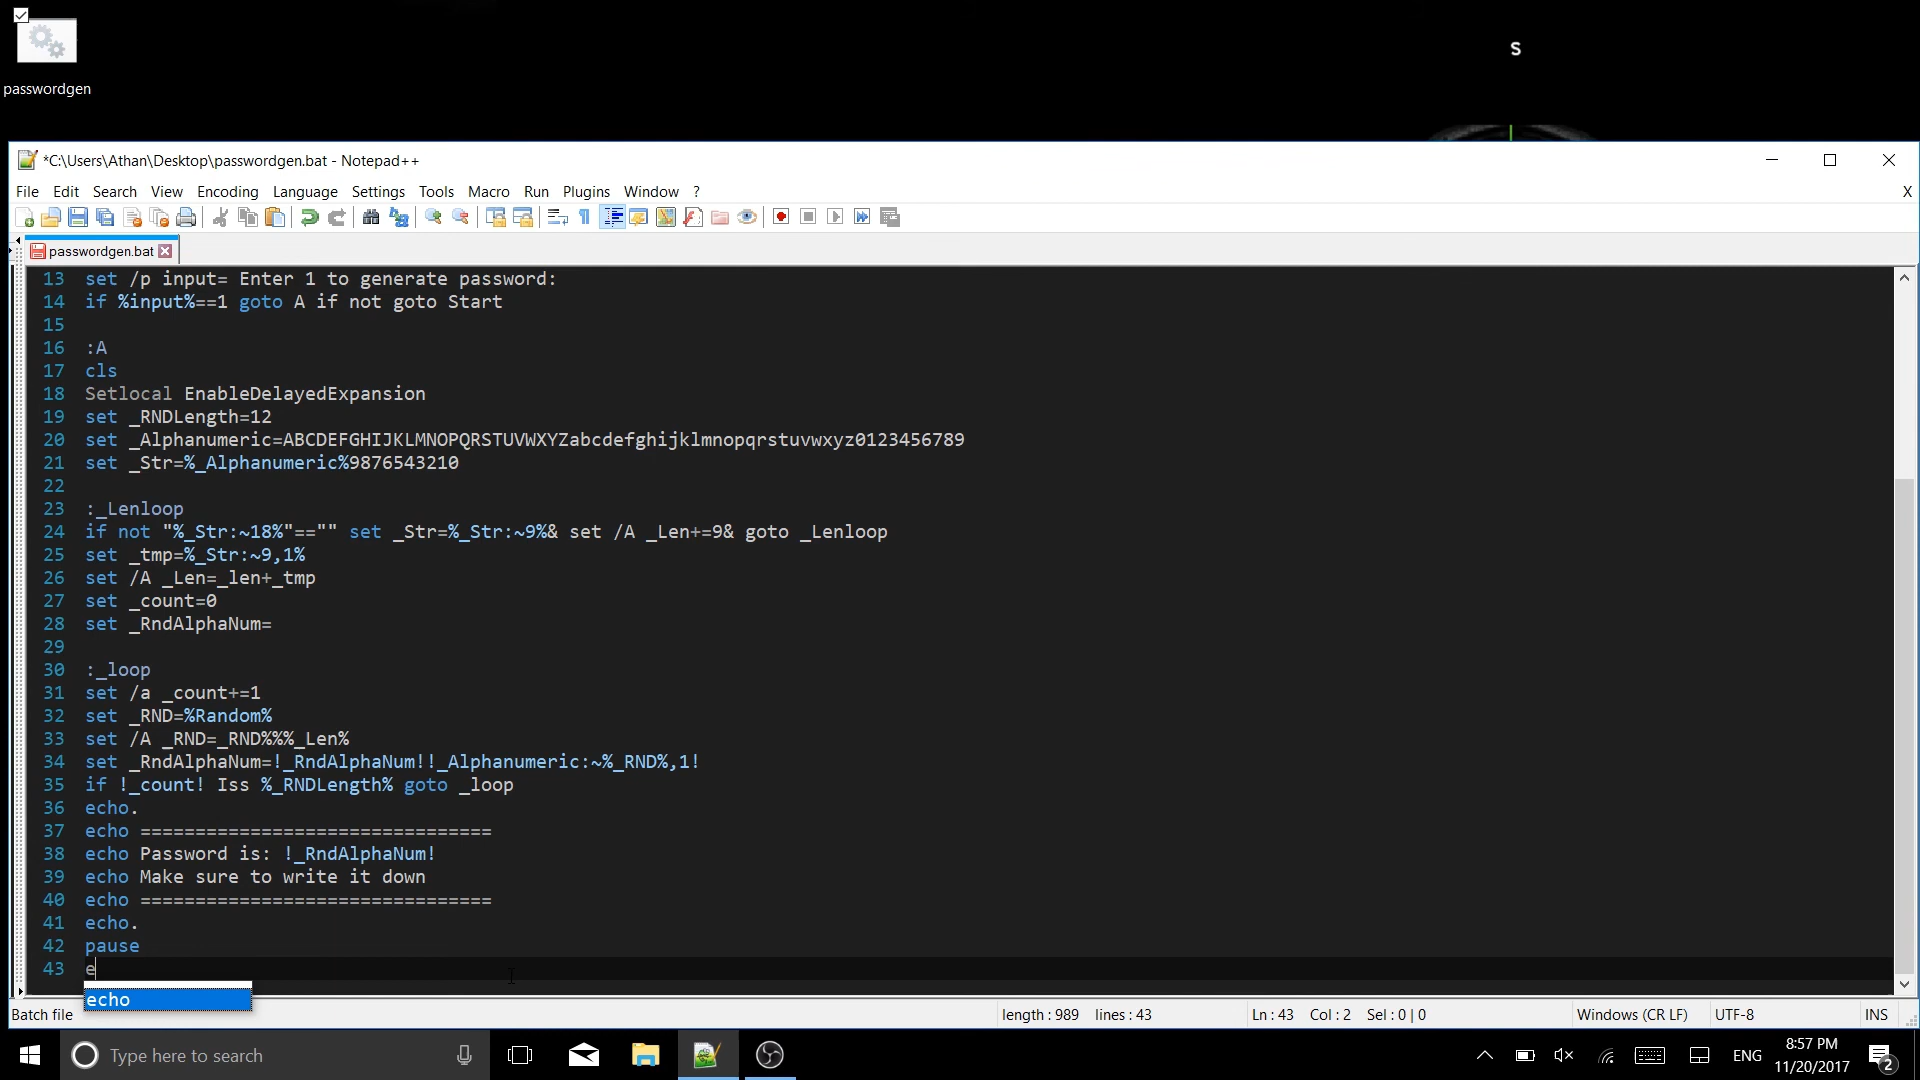 passwordgen
S
*C:\Users\Athan\Desktop\passwordgen.bat - Notepad++
File Edit Search View Encoding Language Settings Tools Macro Run Plugins Window ? X
passwordgen.bat
13 set /p input= Enter 1 to generate password:
14 if %input%==1 goto A if not goto Start
15
16 :A
17 cls
18 Setlocal EnableDelayedExpansion
19 set _RNDLength=12
20 set _Alphanumeric=ABCDEFGHIJKLMNOPQRSTUVWXYZabcdefghijklmnopqrstuvwxyz0123456789
21 set _Str=%_Alphanumeric%9876543210
22
23 :_Lenloop
24 if not "%_Str:~18%"=="" set _Str=%_Str:~9%& set /A _Len+=9& goto _Lenloop
25 set _tmp=%_Str:~9,1%
26 set /A _Len=_len+_tmp
27 set _count=0
28 set _RndAlphaNum=
29
30 :_loop
31 set /a _count+=1
32 set _RND=%Random%
33 set /A _RND=_RND%%%_Len%
34 set _RndAlphaNum=!_RndAlphaNum!!_Alphanumeric:~%_RND%,1!
35 if !_count! Iss %_RNDLength% goto _loop
36 echo.
37 echo ================================
38 echo Password is: !_RndAlphaNum!
39 echo Make sure to write it down
40 echo ================================
41 echo.
42 pause
43 e
echo
Batch file length : 989 lines : 43 Ln : 43 Col : 2 Sel : 0 | 0 Windows (CR LF) UTF-8 INS
Type here to search ENG 8:57 PM
11/20/2017 2